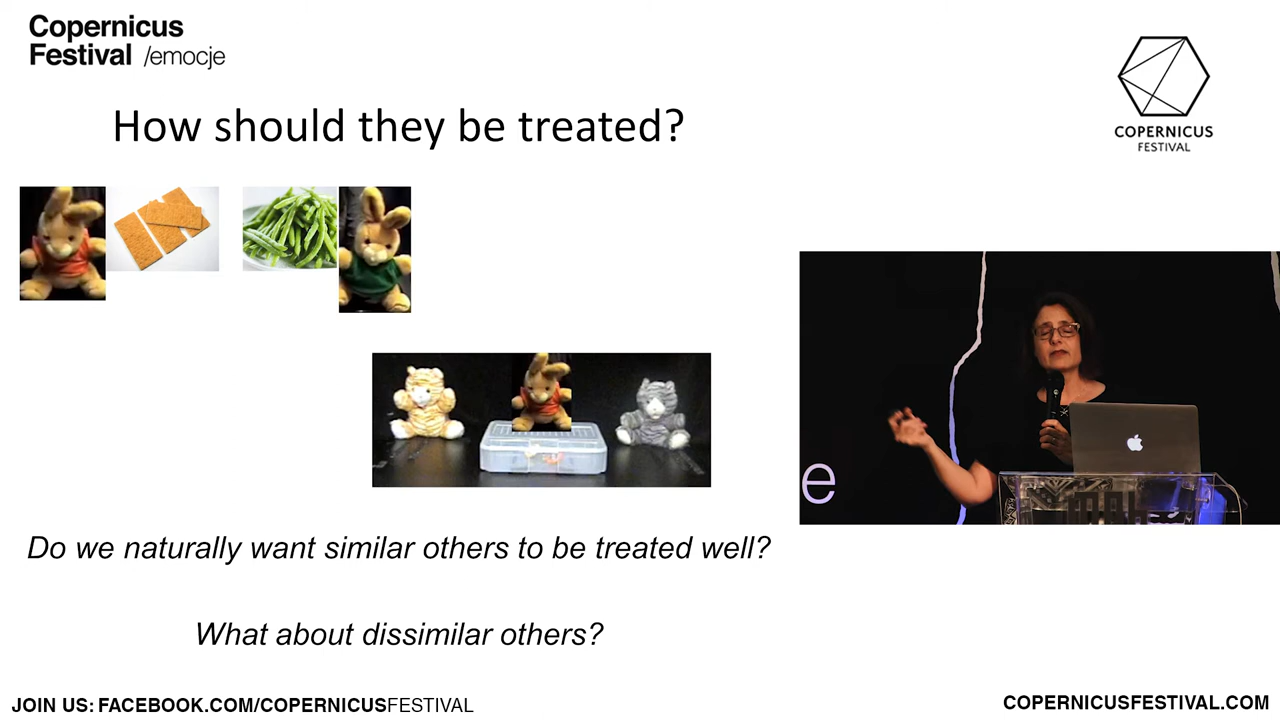 Copernicus
Festival /emocje
COPERNICUS
FESTIVAL
How should they be treated?
e
Do we naturally want similar others to be treated well?
What about dissimilar others?
JOIN US: FACEBOOK.COM/COPERNICUSFESTIVAL
COPERNICUSFESTIVAL.COM